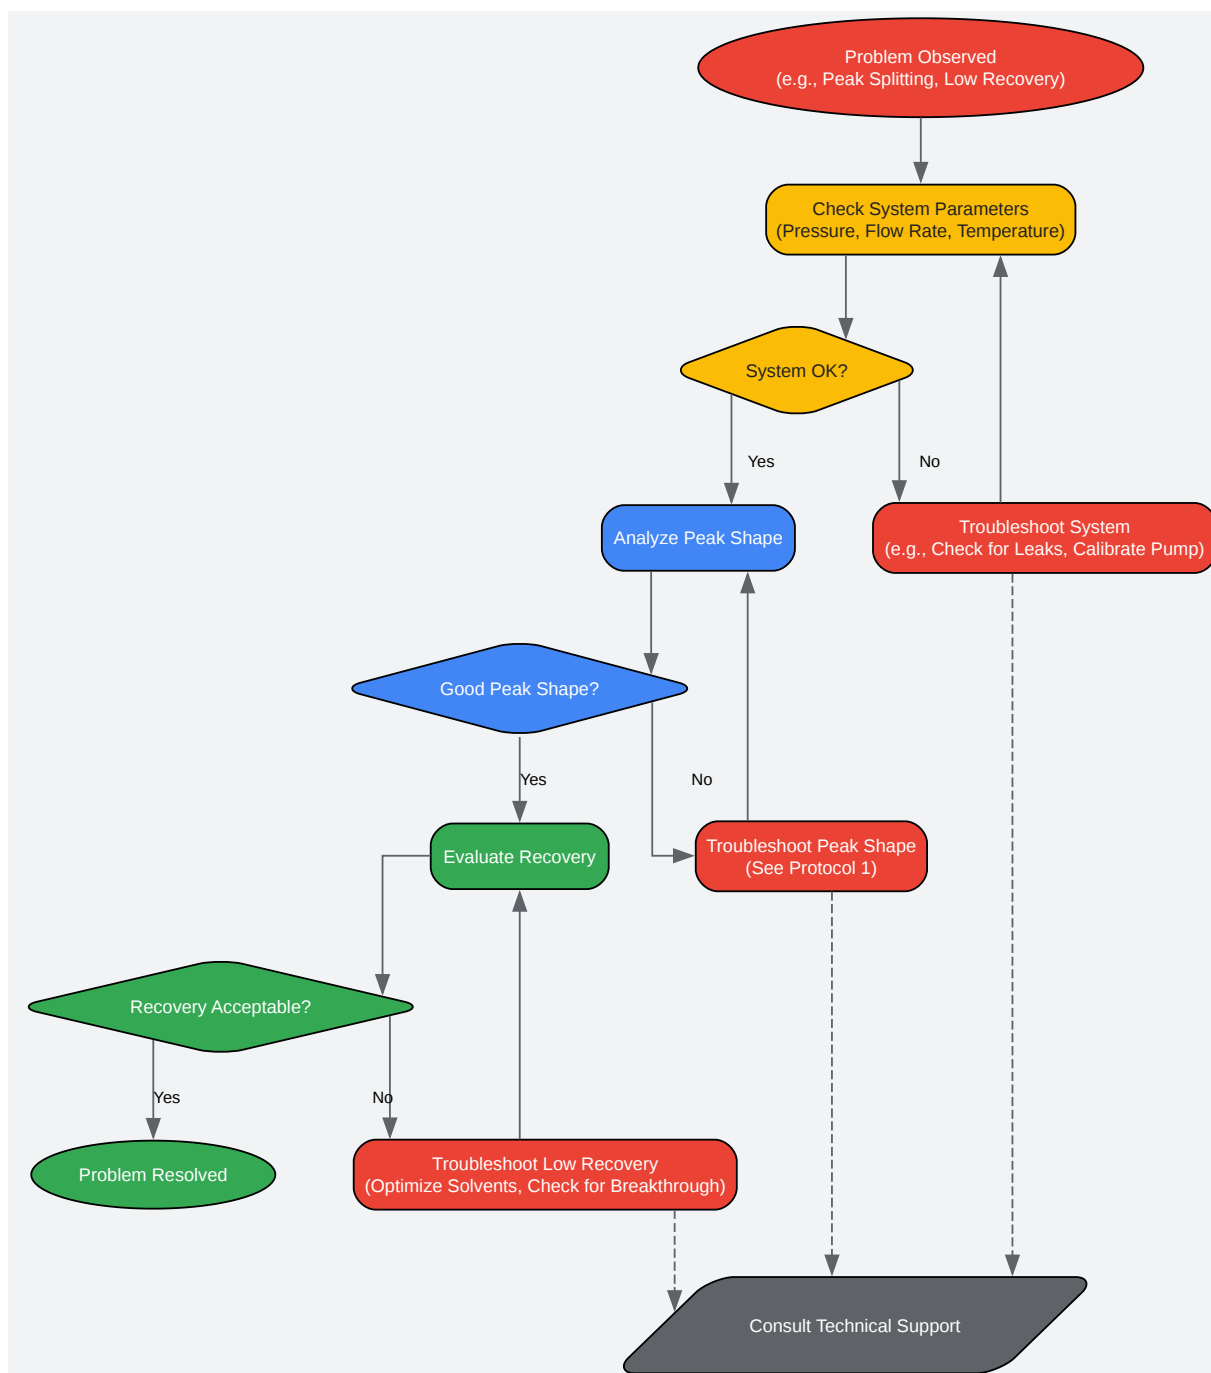 Problem Observed
(e.g., Peak Splitting, Low Recovery)
Check System Parameters
(Pressure, Flow Rate, Temperature)
System OK?
Yes
No
Analyze Peak Shape
Troubleshoot System
(e.g., Check for Leaks, Calibrate Pump)
Good Peak Shape?
Yes
No
Evaluate Recovery
Troubleshoot Peak Shape
(See Protocol 1)
Recovery Acceptable?
Yes
No
Problem Resolved
Troubleshoot Low Recovery
(Optimize Solvents, Check for Breakthrough)
Consult Technical Support